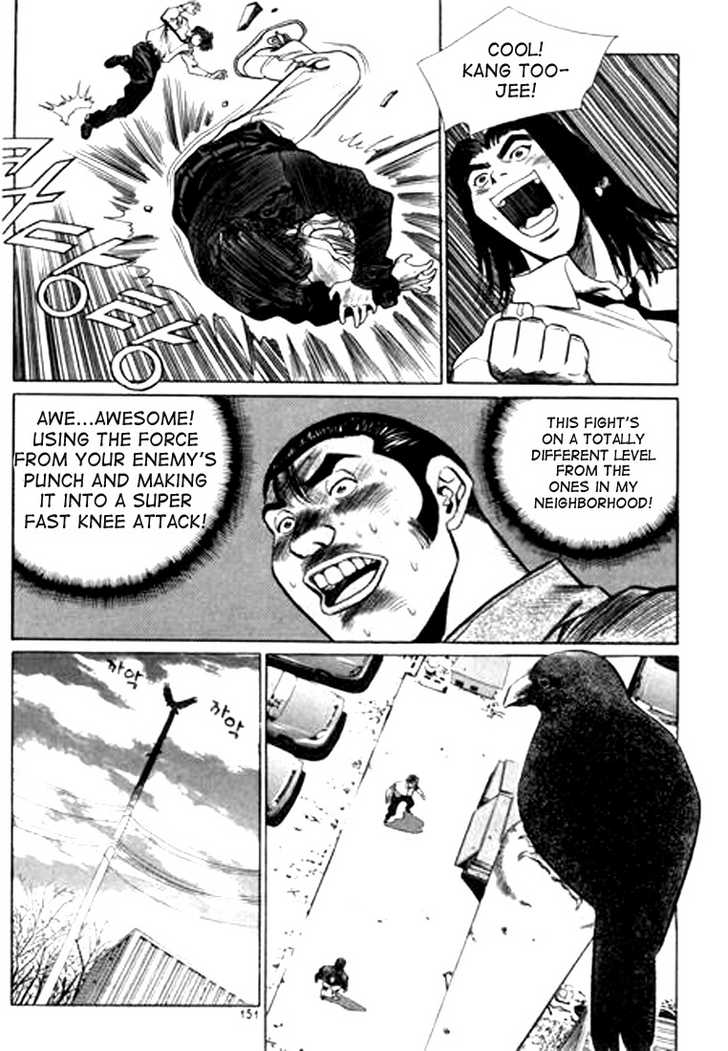 COOL!
KANG TOO-
JEE!
AWE...AWESOME!
USING THE FORCE
FROM YOUR ENEMY'S
PUNCH AND MAKING
IT INTO A SUPER
FAST KNEE ATTACK!
THIS FIGHT'S
ON A TOTALLY
DIFFERENT LEVEL
FROM THE
ONES IN MY
NEIGHBORHOOD!
까악
까악
151